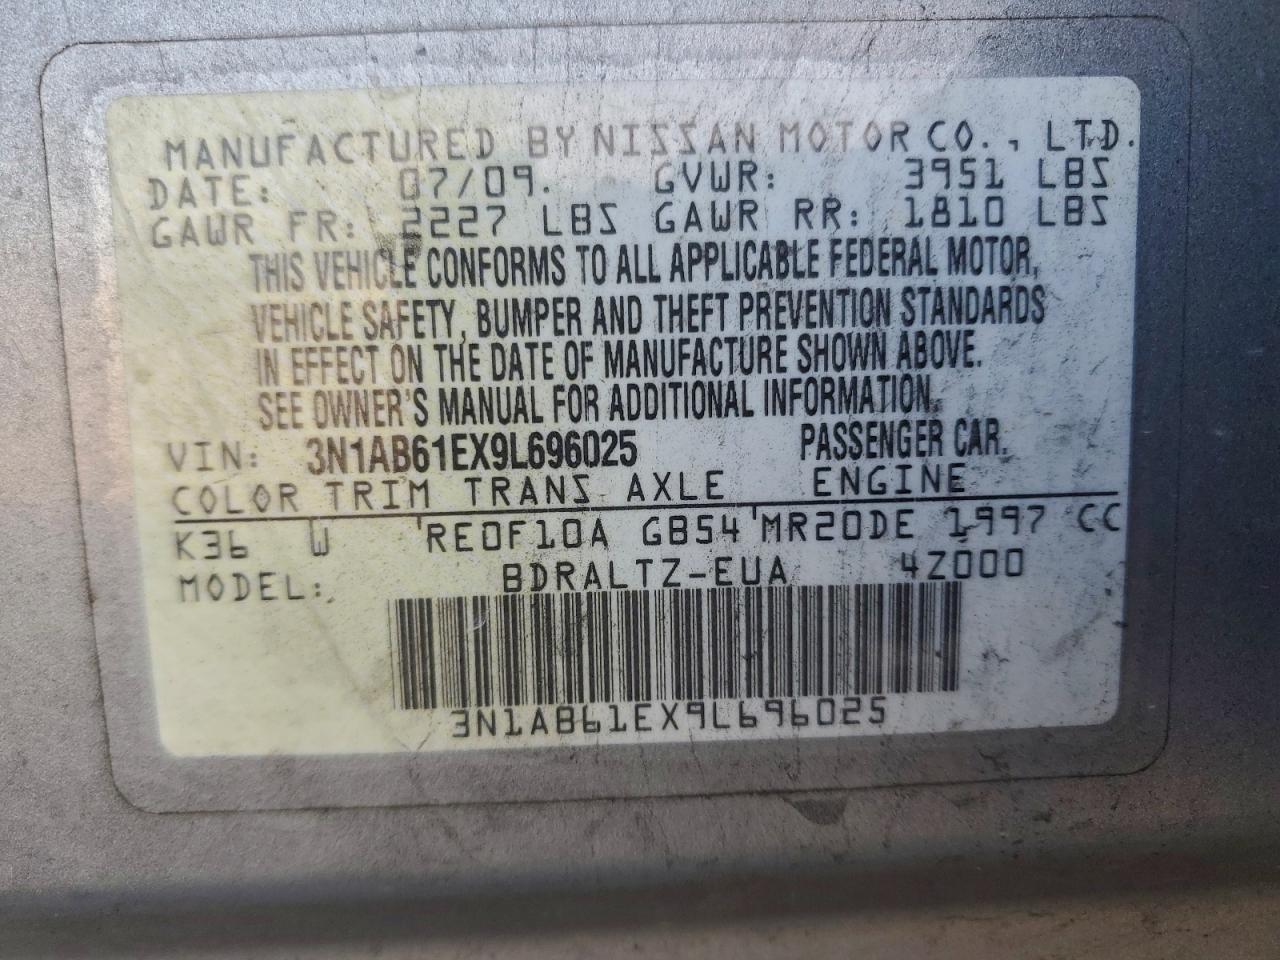 MANUFACTURED BY NISSAN MOTOR CO., LTD.
DATE: 07/09. GVWR: 3951 LBS
GAWR FR: 2227 LBS GAWR RR: 1810 LBS
THIS VEHICLE CONFORMS TO ALL APPLICABLE FEDERAL MOTOR,
VEHICLE SAFETY, BUMPER AND THEFT PREVENTION STANDARDS
IN EFFECT ON THE DATE OF MANUFACTURE SHOWN ABOVE.
SEE OWNER'S MANUAL FOR ADDITIONAL INFORMATION.
VIN: 3N1AB61EX9L696025 PASSENGER CAR.
COLOR TRIM TRANS AXLE ENGINE
K36 W RE0F10A GB54 MR20DE 1997 CC
MODEL: BDRALTZ-EUA 4Z000
3N1AB61EX9L696025